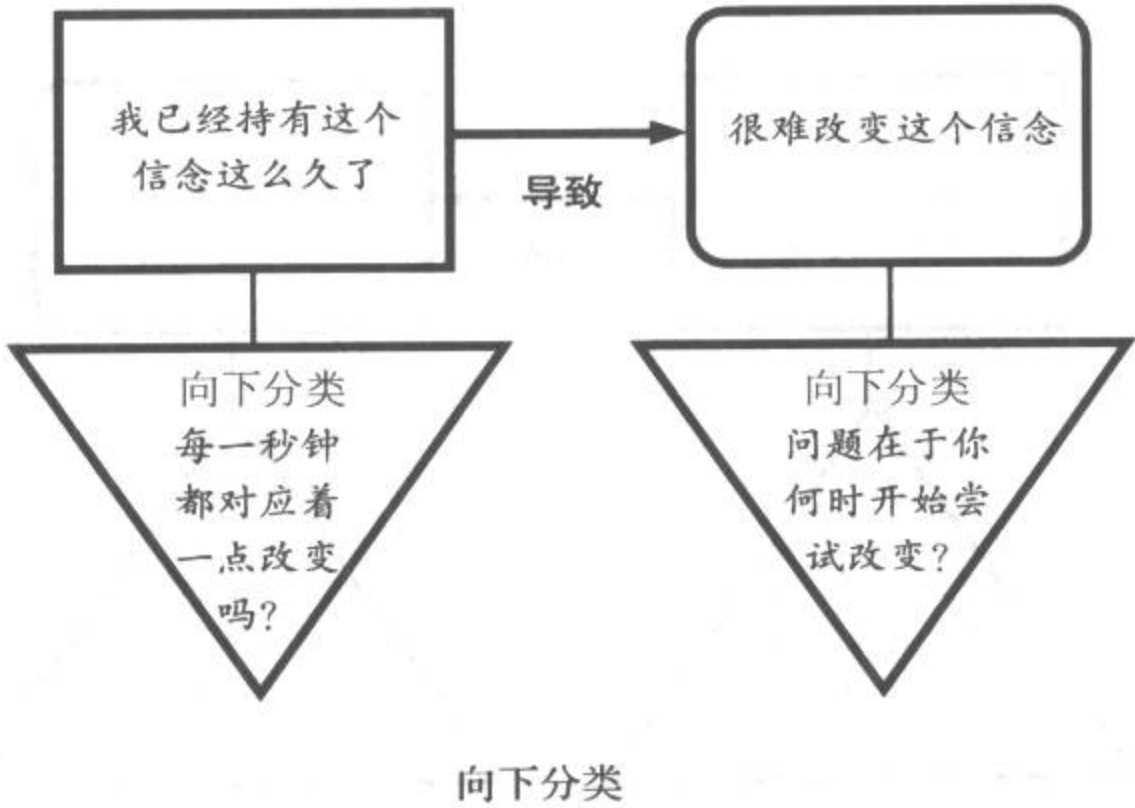 我已经持有这个
信念这么久了
导致
很难改变这个信念
向下分类
每一秒钟
都对应着
一点改变
吗?
向下分类
问题在于你
何时开始尝
试改变?
向下分类